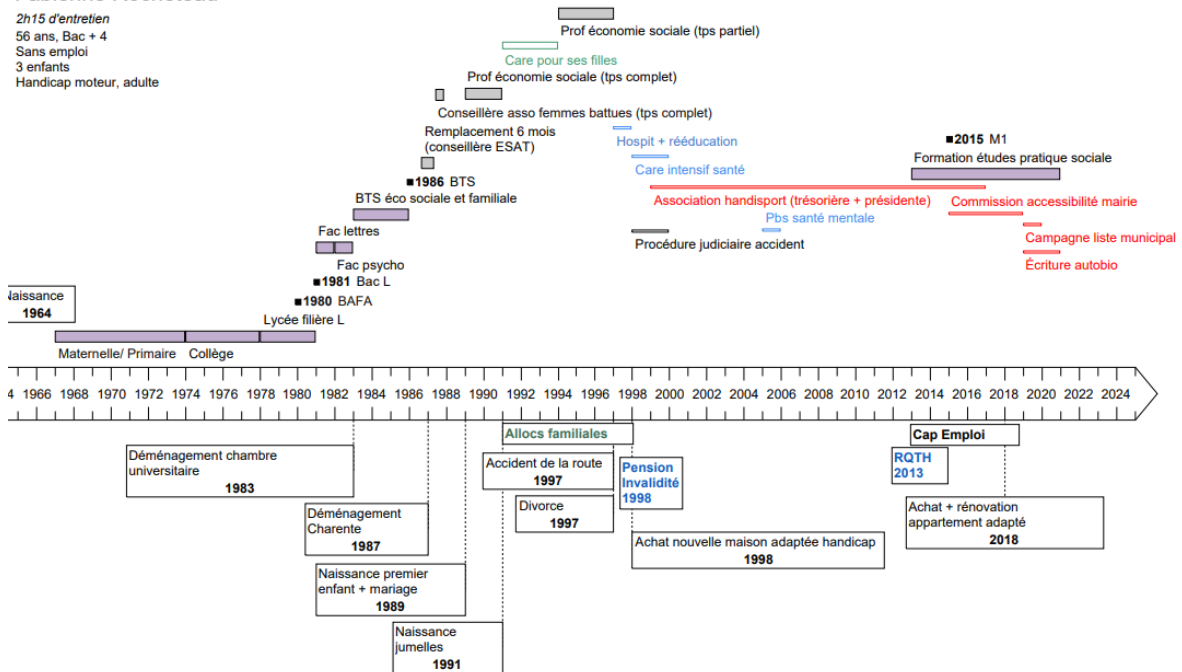 2h15 d'entretien
56 ans, Bac + 4
Sans emploi
3 enfants
Handicap moteur, adulte
Prof économie sociale (tps partiel)
Care pour ses filles
Prof économie sociale (tps complet)
Conseillère asso femmes battues (tps complet)
Remplacement 6 mois
(conseillère ESAT)
Hospit + rééducation
Care intensif santé
1986 BTS
BTS éco sociale et familiale
2015 M1
Formation études pratique sociale
Association handisport (trésorière + présidente)
Commission accessibilité mairie
Pbs santé mentale
Campagne liste municipal
Procédure judiciaire accident
Écriture autobio
Fac lettres
Fac psycho
1981 Bac L
1980 BAFA
Naissance
1964
Lycée filière L
Maternelle/ Primaire
Collège
4 1966 1968 1970 1972 1974 1976 1978 1980 1982 1984 1986 1988 1990 1992 1994 1996 1998 2000 2002 2004 2006 2008 2010 2012 2014 2016 2018 2020 2022 2024
Allocs familiales
Cap Emploi
Déménagement chambre
universitaire
1983
Accident de la route
1997
Pension
Invalidité
1998
RQTH
2013
Déménagement
Charente
1987
Divorce
1997
Achat + rénovation
appartement adapté
2018
Achat nouvelle maison adaptée handicap
1998
Naissance premier
enfant + mariage
1989
Naissance
jumelles
1991